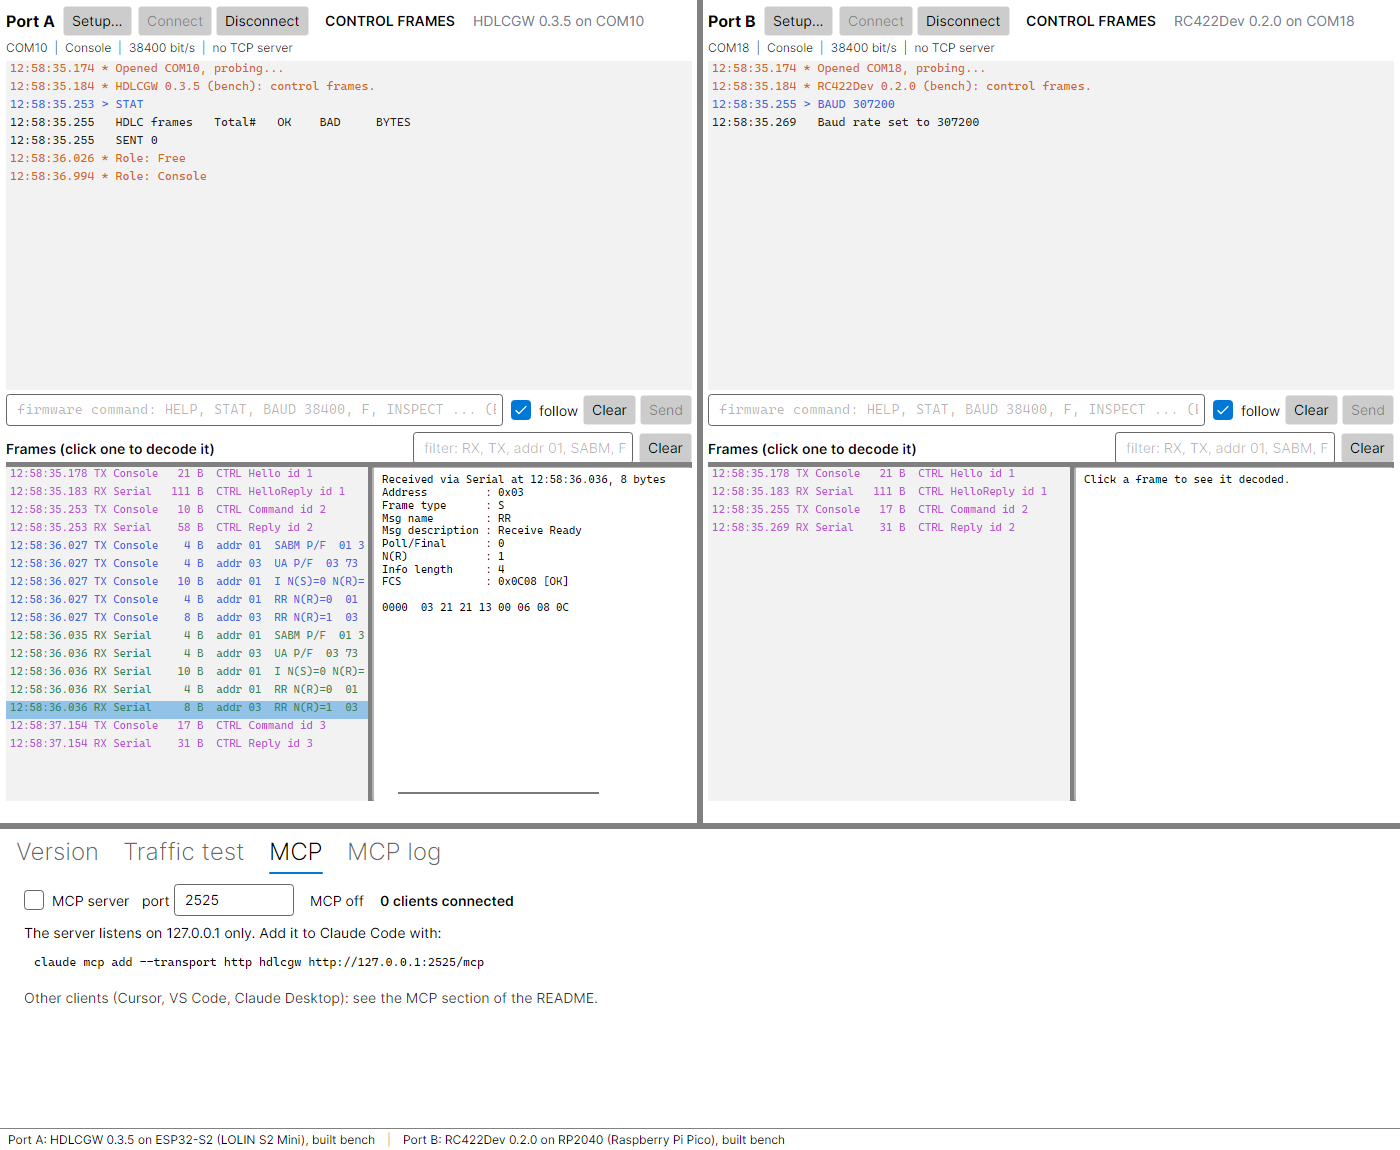 Port A Setup... Connect Disconnect CONTROL FRAMES HDLCGW 0.3.5 on COM10
COM10 | Console | 38400 bit/s | no TCP server
12:58:35.174 * Opened COM10, probing...
12:58:35.184 * HDLCGW 0.3.5 (bench): control frames.
12:58:35.253 > STAT
12:58:35.255 HDLC frames Total# OK BAD BYTES
12:58:35.255 SENT 0
12:58:36.026 * Role: Free
12:58:36.994 * Role: Console
firmware command: HELP, STAT, BAUD 38400, F, INSPECT ... (E follow Clear Send
Frames (click one to decode it) filter: RX, TX, addr 01, SABM, F Clear
12:58:35.178 TX Console 21 B CTRL Hello id 1
12:58:35.183 RX Serial 111 B CTRL HelloReply id 1
12:58:35.253 TX Console 10 B CTRL Command id 2
12:58:35.253 RX Serial 58 B CTRL Reply id 2
12:58:36.027 TX Console 4 B addr 01 SABM P/F 01 3
12:58:36.027 TX Console 4 B addr 03 UA P/F 03 73
12:58:36.027 TX Console 10 B addr 01 I N(S)=0 N(R)=
12:58:36.027 TX Console 4 B addr 01 RR N(R)=0 01
12:58:36.027 TX Console 8 B addr 03 RR N(R)=1 03
12:58:36.035 RX Serial 4 B addr 01 SABM P/F 01 3
12:58:36.036 RX Serial 4 B addr 03 UA P/F 03 73
12:58:36.036 RX Serial 10 B addr 01 I N(S)=0 N(R)=
12:58:36.036 RX Serial 4 B addr 01 RR N(R)=0 01
12:58:36.036 RX Serial 8 B addr 03 RR N(R)=1 03
12:58:37.154 TX Console 17 B CTRL Command id 3
12:58:37.154 RX Serial 31 B CTRL Reply id 3
Received via Serial at 12:58:36.036, 8 bytes
Address : 0x03
Frame type : S
Msg name : RR
Msg description : Receive Ready
Poll/Final : 0
N(R) : 1
Info length : 4
FCS : 0x0C08 [OK]
0000 03 21 21 13 00 06 08 0C
Port B Setup... Connect Disconnect CONTROL FRAMES RC422Dev 0.2.0 on COM18
COM18 | Console | 38400 bit/s | no TCP server
12:58:35.174 * Opened COM18, probing...
12:58:35.184 * RC422Dev 0.2.0 (bench): control frames.
12:58:35.255 > BAUD 307200
12:58:35.269 Baud rate set to 307200
firmware command: HELP, STAT, BAUD 38400, F, INSPECT ... (E follow Clear Send
Frames (click one to decode it) filter: RX, TX, addr 01, SABM, F Clear
12:58:35.178 TX Console 21 B CTRL Hello id 1
12:58:35.183 RX Serial 111 B CTRL HelloReply id 1
12:58:35.255 TX Console 17 B CTRL Command id 2
12:58:35.269 RX Serial 31 B CTRL Reply id 2
Click a frame to see it decoded.
Version Traffic test MCP MCP log
MCP server port 2525 MCP off 0 clients connected
The server listens on 127.0.0.1 only. Add it to Claude Code with:
claude mcp add --transport http hdlcgw http://127.0.0.1:2525/mcp
Other clients (Cursor, VS Code, Claude Desktop): see the MCP section of the README.
Port A: HDLCGW 0.3.5 on ESP32-S2 (LOLIN S2 Mini), built bench | Port B: RC422Dev 0.2.0 on RP2040 (Raspberry Pi Pico), built bench